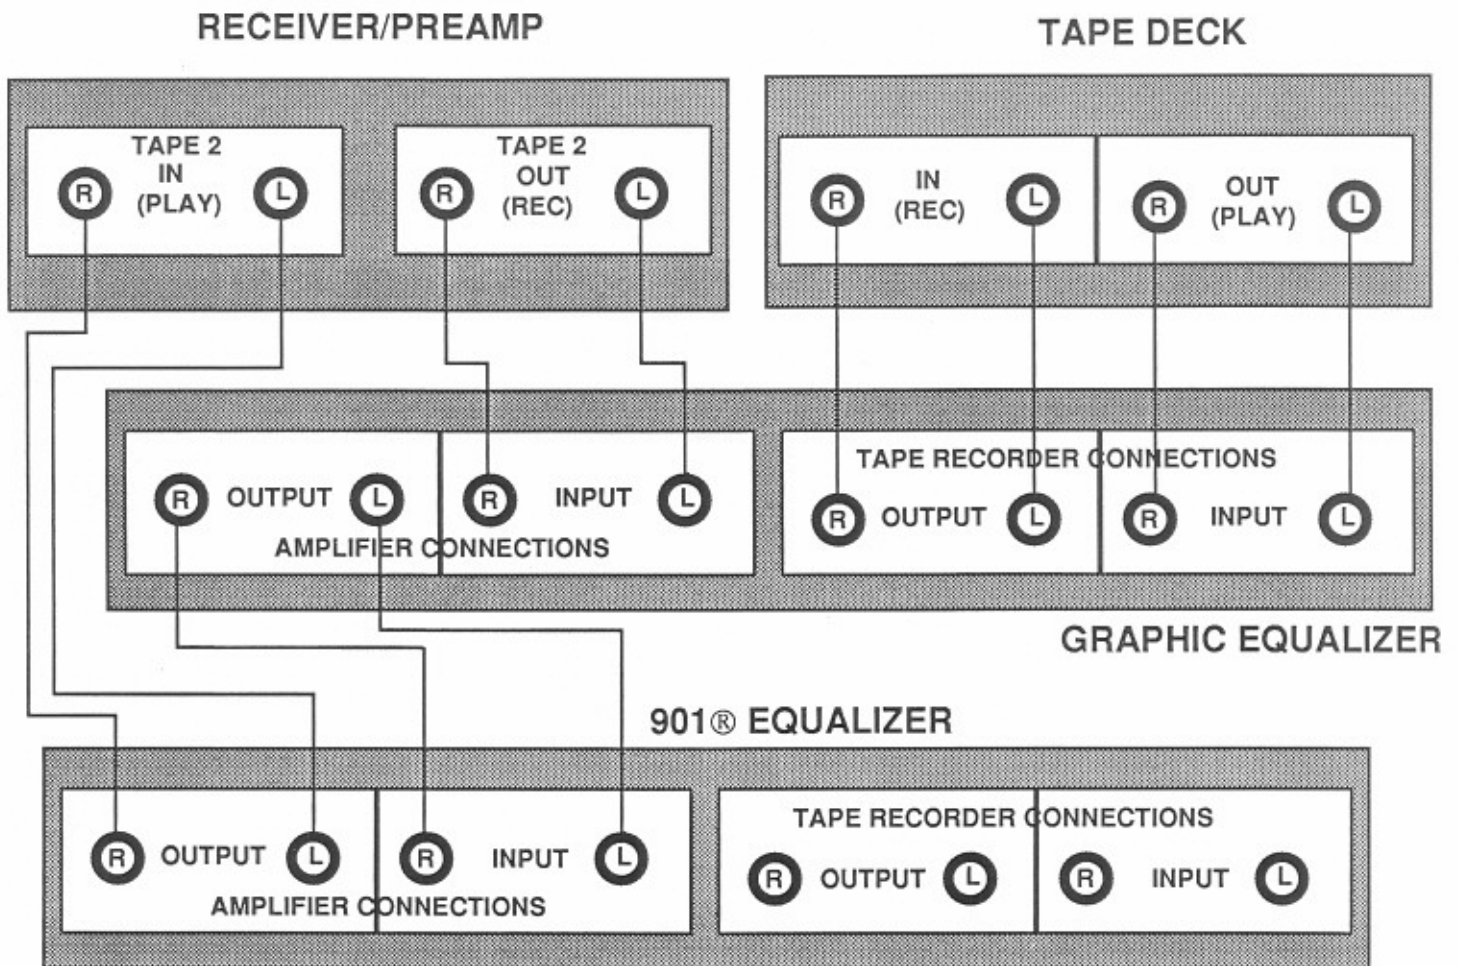 RECEIVER/PREAMP
TAPE DECK
TAPE 2
IN
(PLAY)
R
L
TAPE 2
OUT
(REC)
R
L
IN
(REC)
R
L
OUT
(PLAY)
R
L
R OUTPUT L
R INPUT L
AMPLIFIER CONNECTIONS
TAPE RECORDER CONNECTIONS
R OUTPUT L
R INPUT L
GRAPHIC EQUALIZER
901® EQUALIZER
R OUTPUT L
R INPUT L
AMPLIFIER CONNECTIONS
TAPE RECORDER CONNECTIONS
R OUTPUT L
R INPUT L